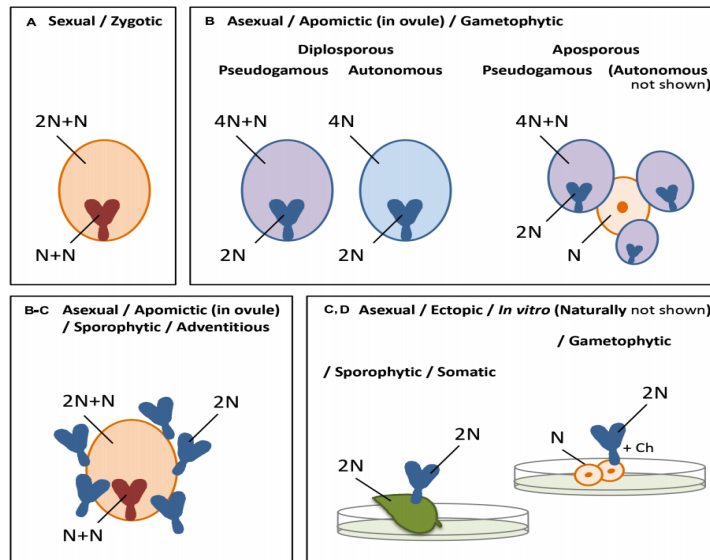 A Sexual / Zygotic
2N+N
N+N
B Asexual / Apomictic (in ovule) / Gametophytic
Diplosporous
Pseudogamous Autonomous
4N+N 4N
2N 2N
Aposporous
Pseudogamous (Autonomous
not shown)
4N+N
2N
N
B-C Asexual / Apomictic (in ovule)
/ Sporophytic / Adventitious
2N+N 2N
N+N
C, D Asexual / Ectopic / In vitro (Naturally not shown)
/ Sporophytic / Somatic
2N
2N
/ Gametophytic
2N
N
+ Ch